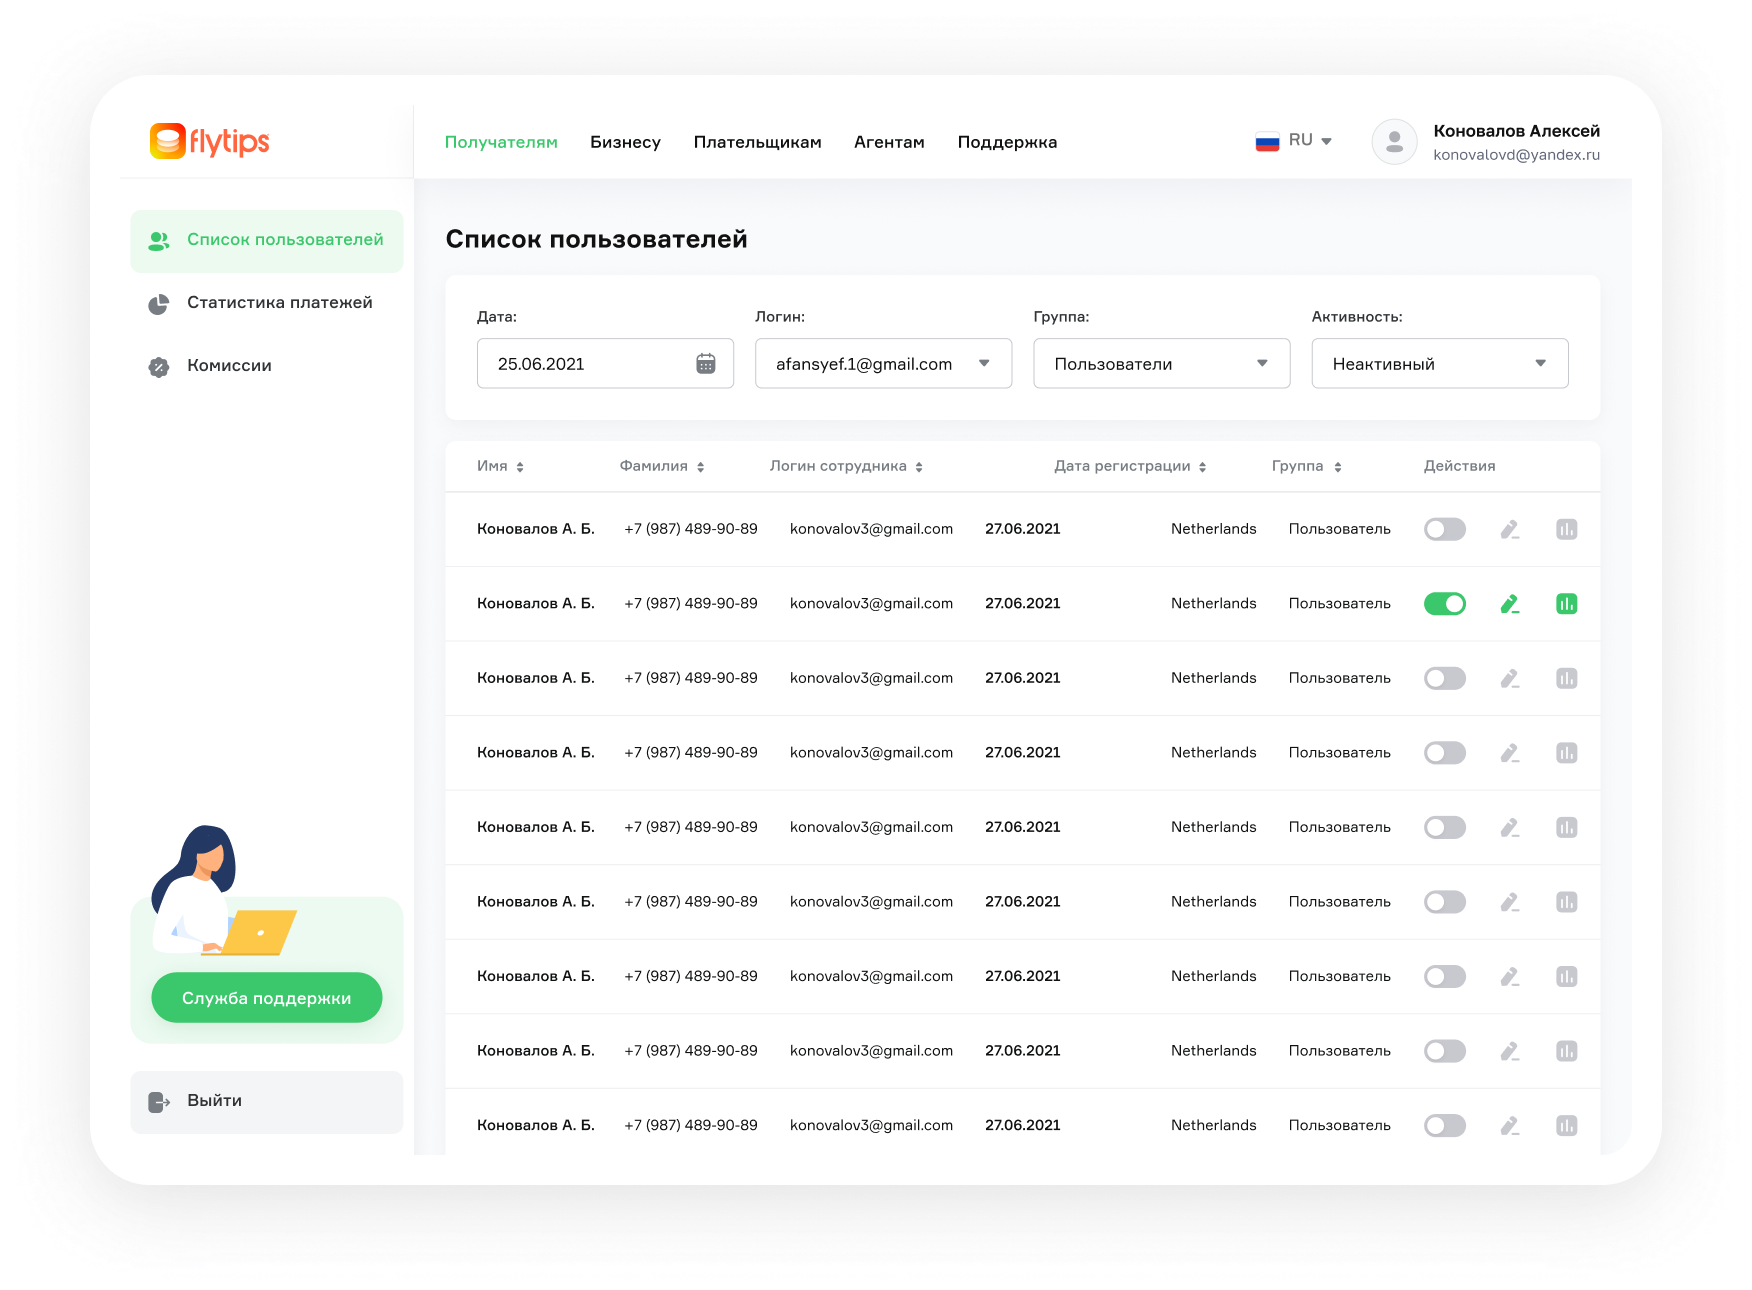 flytips
Получателям Бизнесу Плательщикам Агентам Поддержка
RU
Коновалов Алексей
konovalovd@yandex.ru
Список пользователей
Статистика платежей
Комиссии
Служба поддержки
Выйти
Список пользователей
Дата: Логин: Группа: Активность:
25.06.2021 afansyef.1@gmail.com Пользователи Неактивный
Имя Фамилия Логин сотрудника Дата регистрации Группа Действия
Коновалов А. Б. +7 (987) 489-90-89 konovalov3@gmail.com 27.06.2021 Netherlands Пользователь
Коновалов А. Б. +7 (987) 489-90-89 konovalov3@gmail.com 27.06.2021 Netherlands Пользователь
Коновалов А. Б. +7 (987) 489-90-89 konovalov3@gmail.com 27.06.2021 Netherlands Пользователь
Коновалов А. Б. +7 (987) 489-90-89 konovalov3@gmail.com 27.06.2021 Netherlands Пользователь
Коновалов А. Б. +7 (987) 489-90-89 konovalov3@gmail.com 27.06.2021 Netherlands Пользователь
Коновалов А. Б. +7 (987) 489-90-89 konovalov3@gmail.com 27.06.2021 Netherlands Пользователь
Коновалов А. Б. +7 (987) 489-90-89 konovalov3@gmail.com 27.06.2021 Netherlands Пользователь
Коновалов А. Б. +7 (987) 489-90-89 konovalov3@gmail.com 27.06.2021 Netherlands Пользователь
Коновалов А. Б. +7 (987) 489-90-89 konovalov3@gmail.com 27.06.2021 Netherlands Пользователь